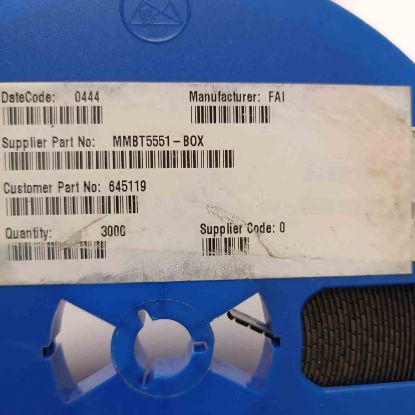 DateCode: 0444 Manufacturer: FAI
Supplier Part No: MMBT5551-BOX
Customer Part No: 645119
Quantity: 3000 Supplier Code: 0